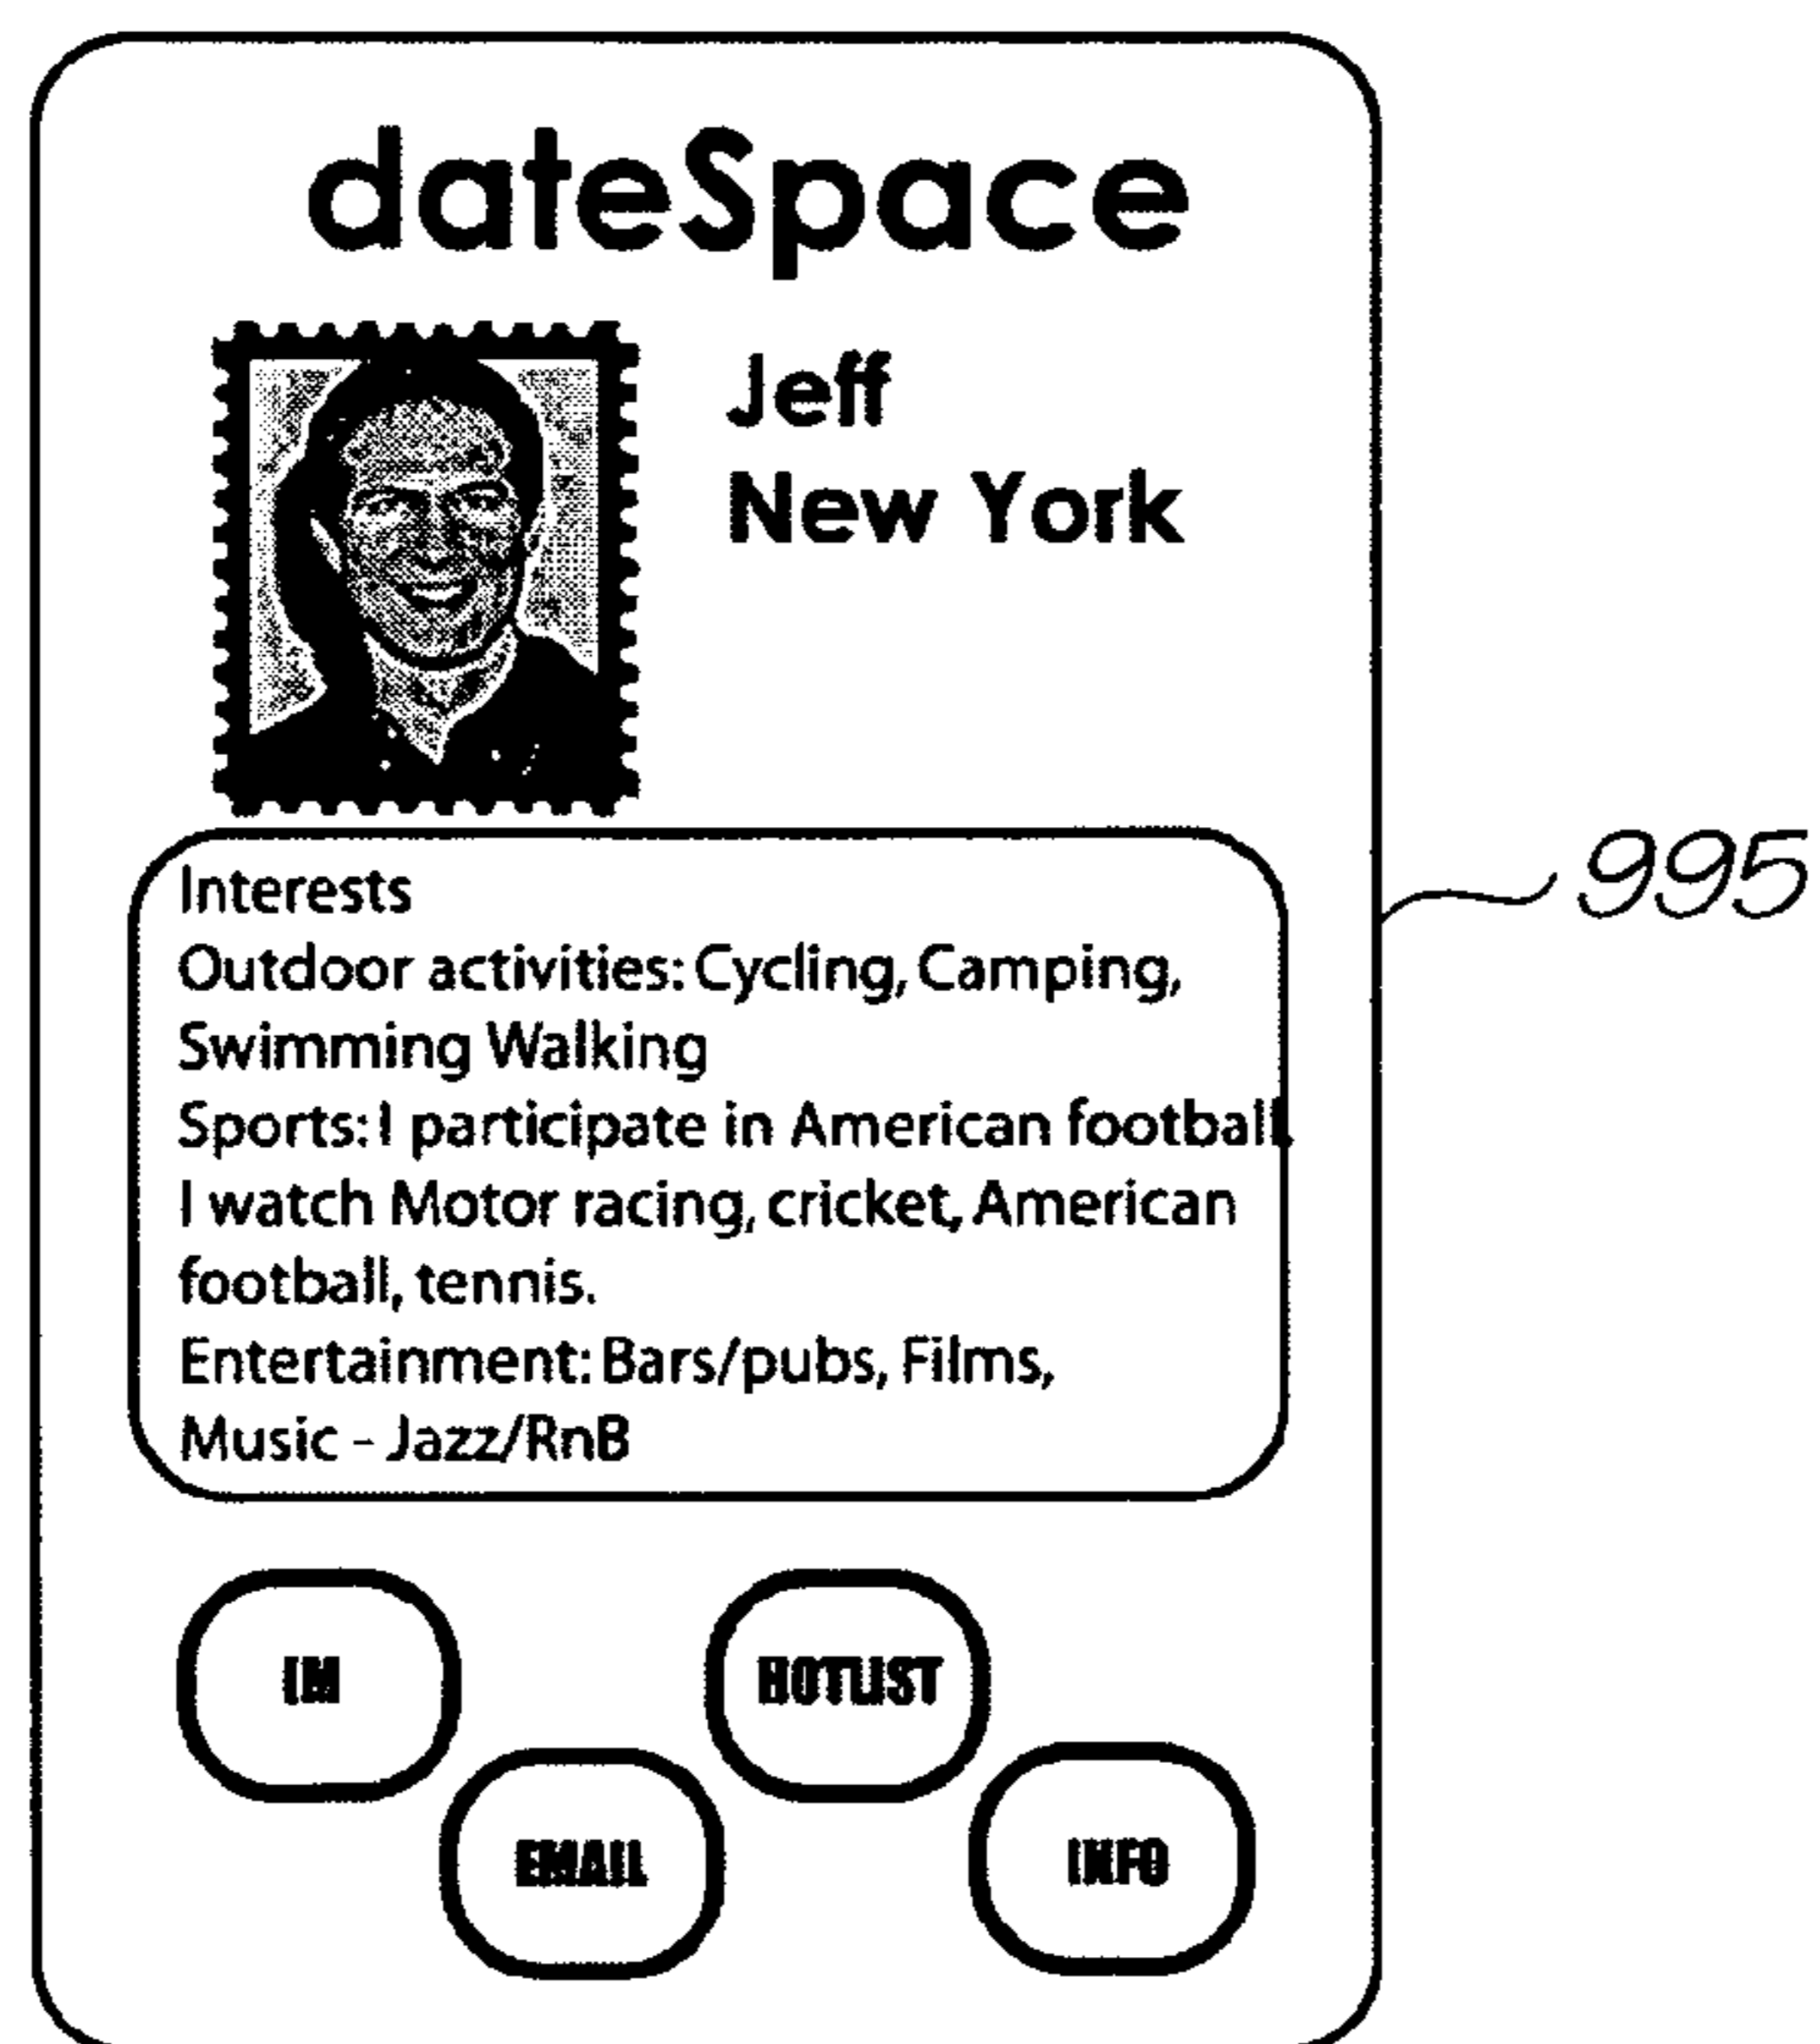 dateSpace
Jeff
New York
995
Interests
Outdoor activities: Cycling, Camping,
Swimming Walking
Sports: I participate in American football.
I watch Motor racing, cricket, American
football, tennis.
Entertainment: Bars/pubs, Films,
Music - Jazz/RnB
IM
HOTLIST
EMAIL
INFO